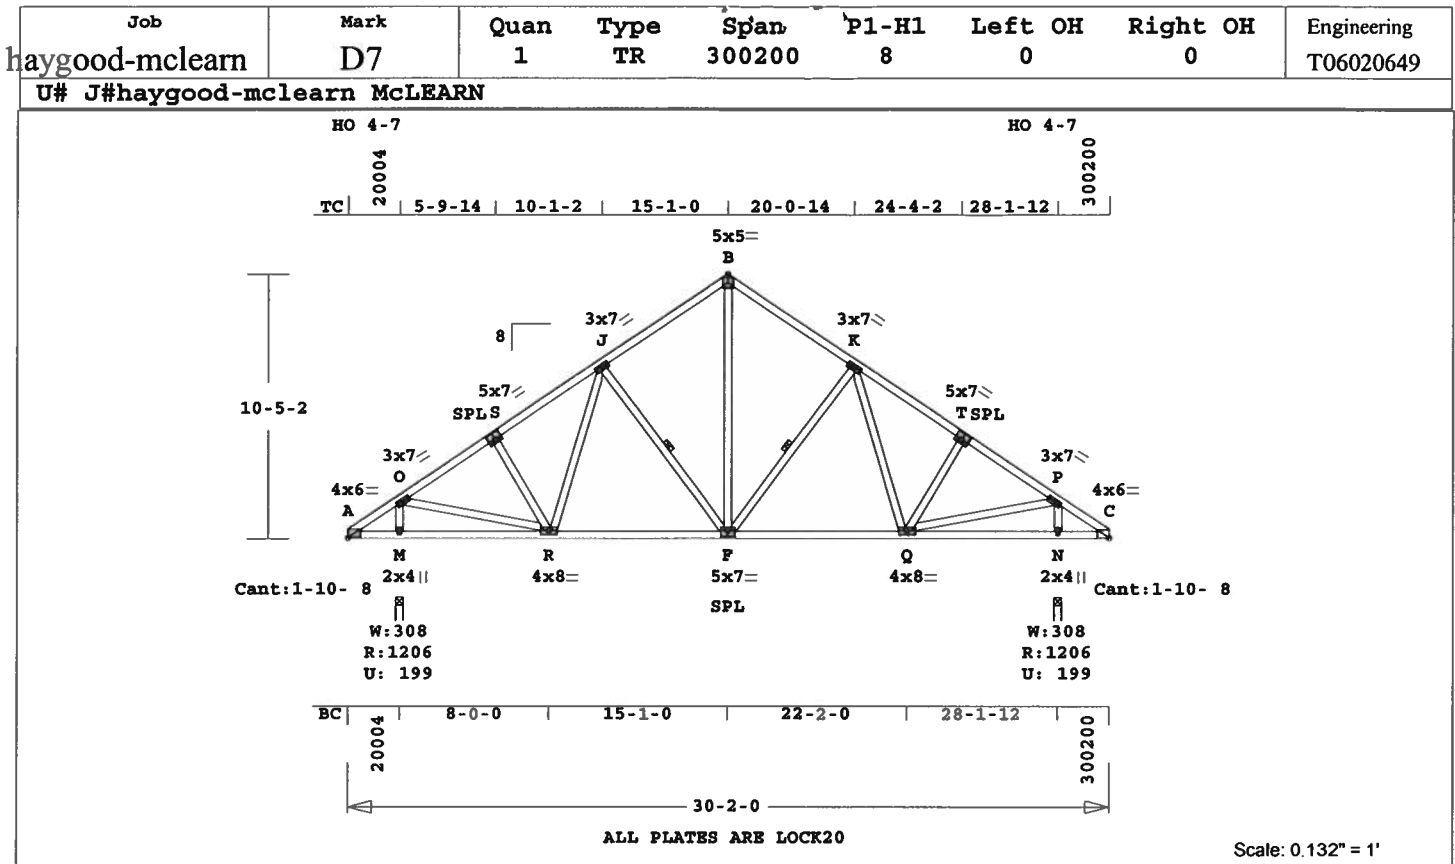 Job Mark Quan Type Span P1-H1 Left OH Right OH Engineering
haygood-mclearn D7 1 TR 300200 8 0 0 T06020649
U# J#haygood-mclearn McLEARN
HO 4-7 HO 4-7
20004 300200
TC 5-9-14 10-1-2 15-1-0 20-0-14 24-4-2 28-1-12
5x5=
B
3x7= 3x7=
8 J K
5x7= 5x7=
10-5-2 SPL S T SPL
3x7= 3x7=
O P
4x6= 4x6=
A C
M R F Q N
2x4|| 4x8= 5x7= 4x8= 2x4||
Cant:1-10- 8 Cant:1-10- 8
SPL
W:308 W:308
R:1206 R:1206
U: 199 U: 199
BC 8-0-0 15-1-0 22-2-0 28-1-12
20004 300200
30-2-0
ALL PLATES ARE LOCK20
Scale: 0.132" = 1'